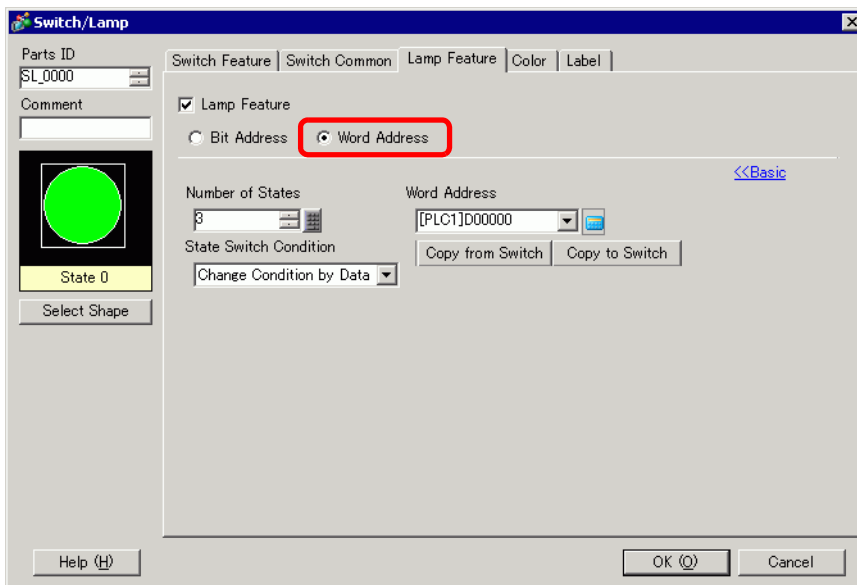 Switch/Lamp
Parts ID
SL_0000
Comment
State 0
Select Shape
Switch Feature Switch Common Lamp Feature Color Label
Lamp Feature
Bit Address Word Address
<<Basic
Number of States Word Address
3 [PLC1]D00000
State Switch Condition Copy from Switch Copy to Switch
Change Condition by Data
Help (H) OK (O) Cancel